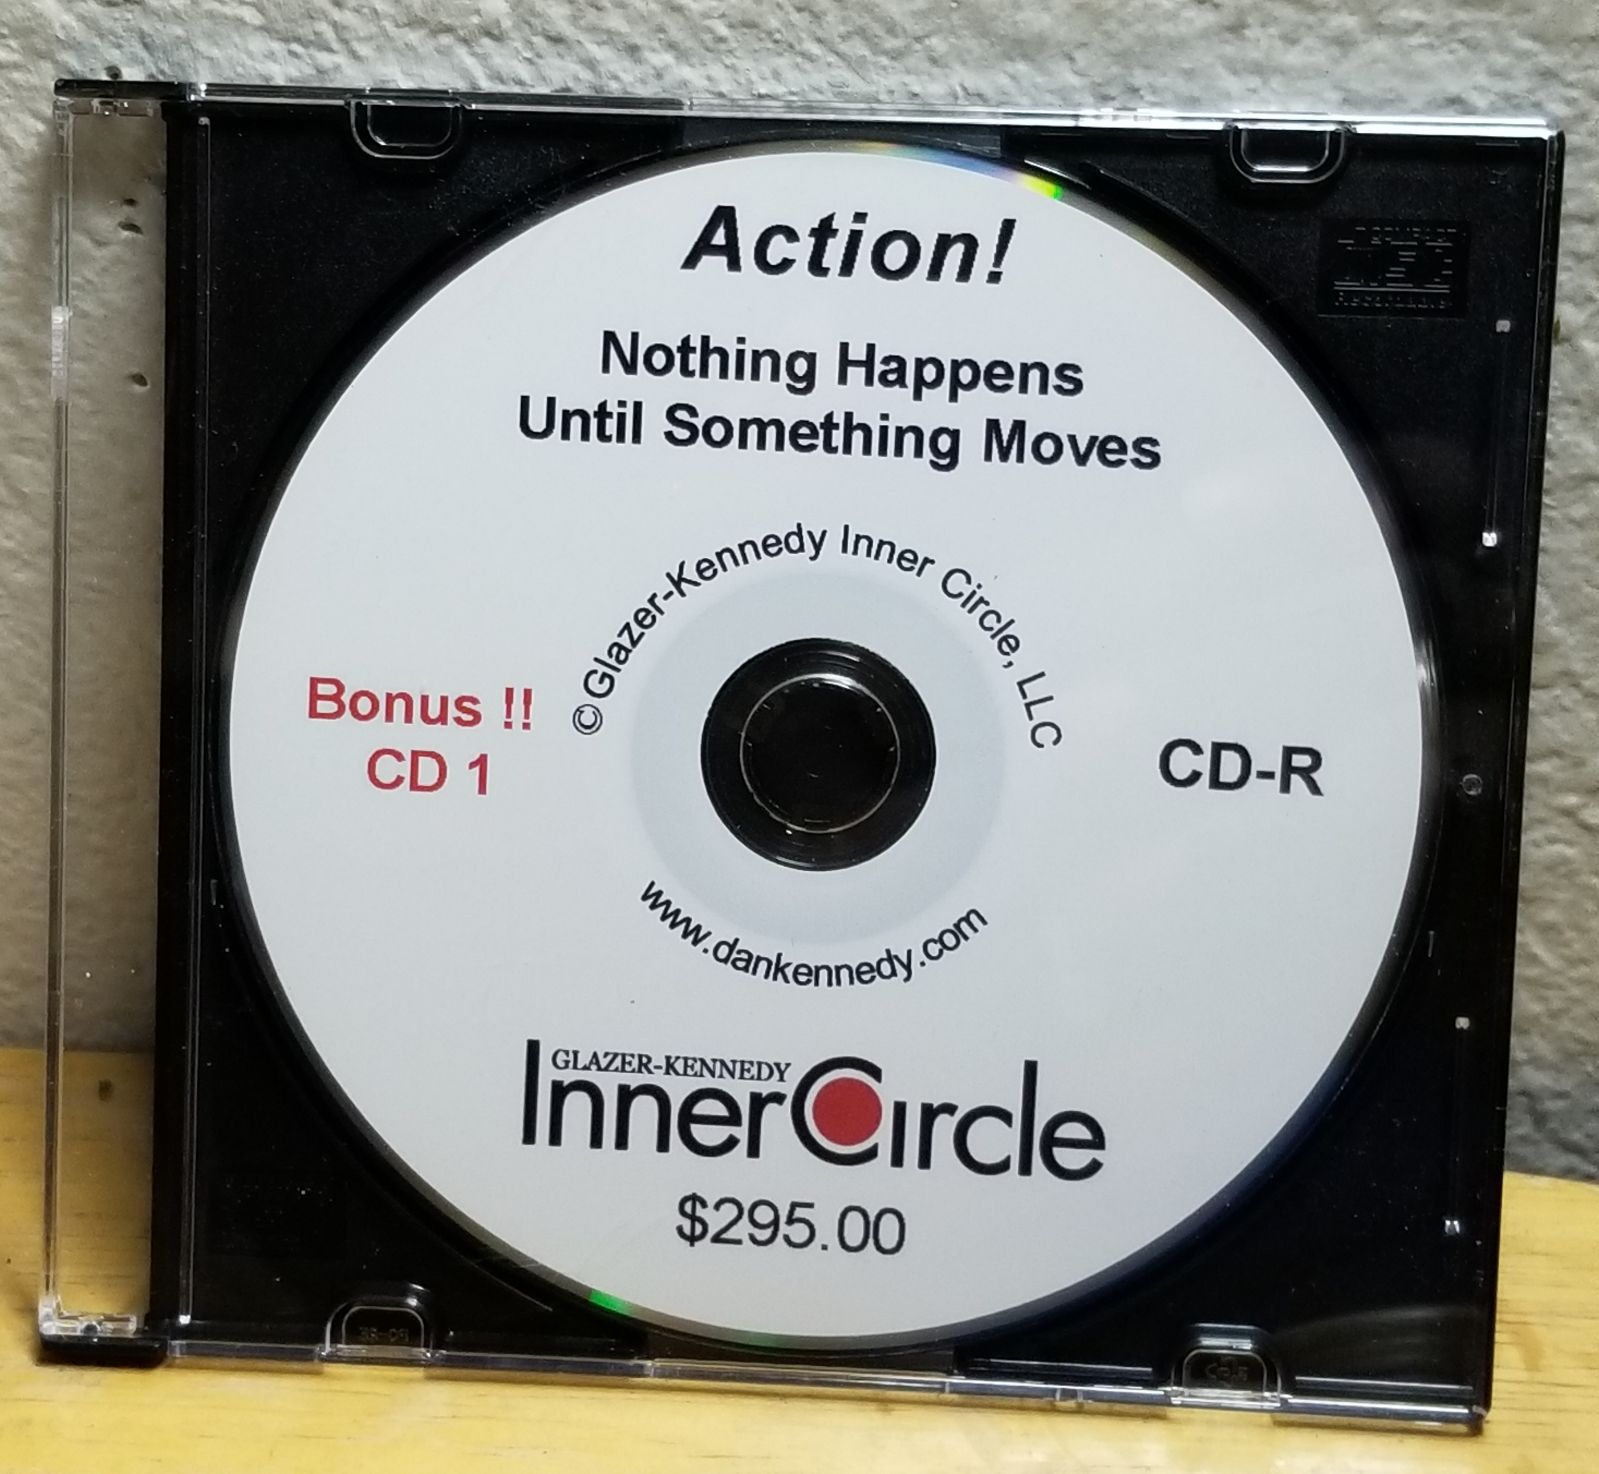 Action!
Nothing Happens
Until Something Moves
©Glazer-Kennedy Inner Circle, LLC
Bonus !!
CD 1
CD-R
www.dankennedy.com
GLAZER-KENNEDY
InnerCircle
$295.00